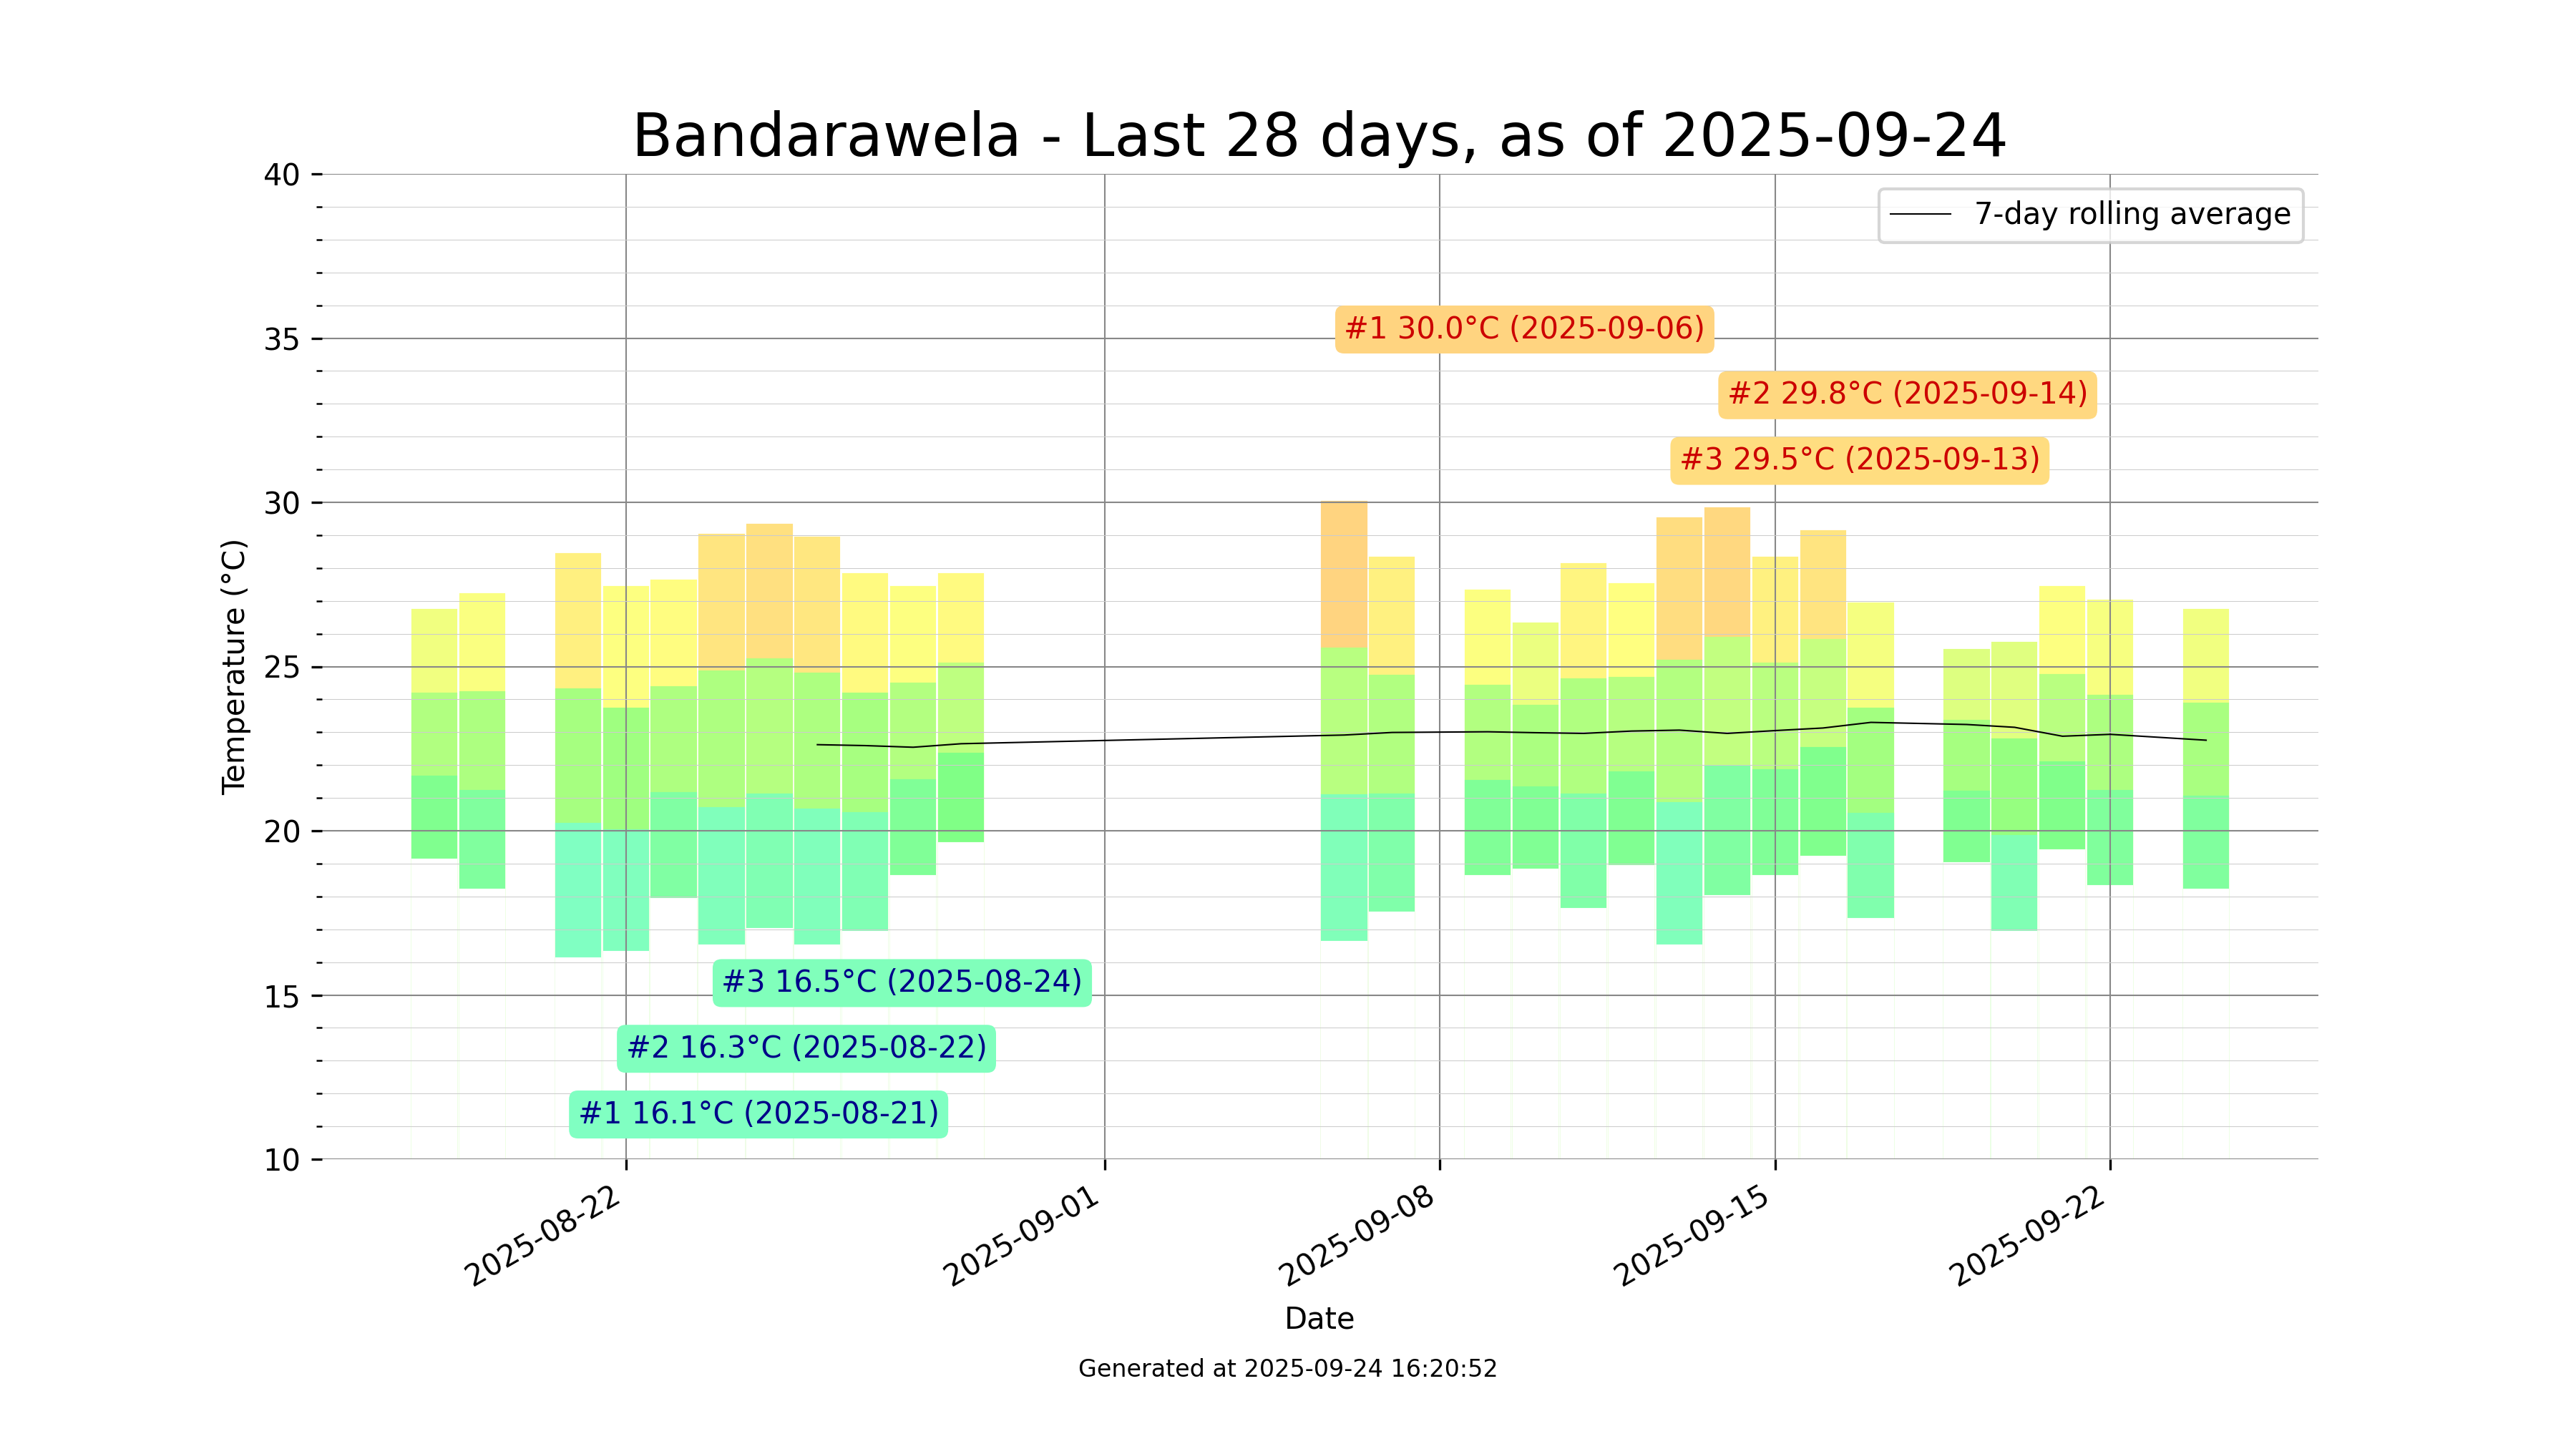 Bandarawela - Last 28 days, as of 2025-09-24
40
35
30
25
20
15
10
Temperature (°C)
7-day rolling average
#1 30.0°C (2025-09-06)
#2 29.8°C (2025-09-14)
#3 29.5°C (2025-09-13)
#3 16.5°C (2025-08-24)
#2 16.3°C (2025-08-22)
#1 16.1°C (2025-08-21)
2025-08-22
2025-09-01
2025-09-08
2025-09-15
2025-09-22
Date
Generated at 2025-09-24 16:20:52